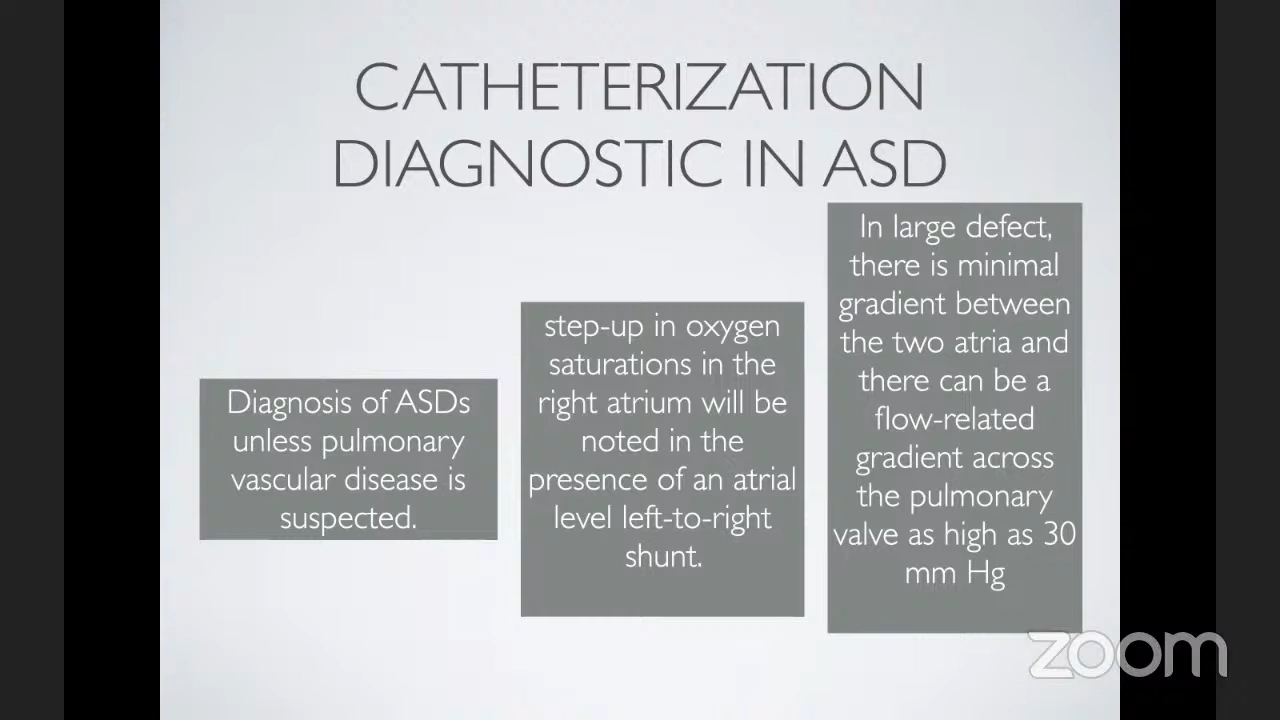 CATHETERIZATION
DIAGNOSTIC IN ASD
Diagnosis of ASDs
unless pulmonary
vascular disease is
suspected.
step-up in oxygen
saturations in the
right atrium will be
noted in the
presence of an atrial
level left-to-right
shunt.
In large defect,
there is minimal
gradient between
the two atria and
there can be a
flow-related
gradient across
the pulmonary
valve as high as 30
mm Hg
zoom